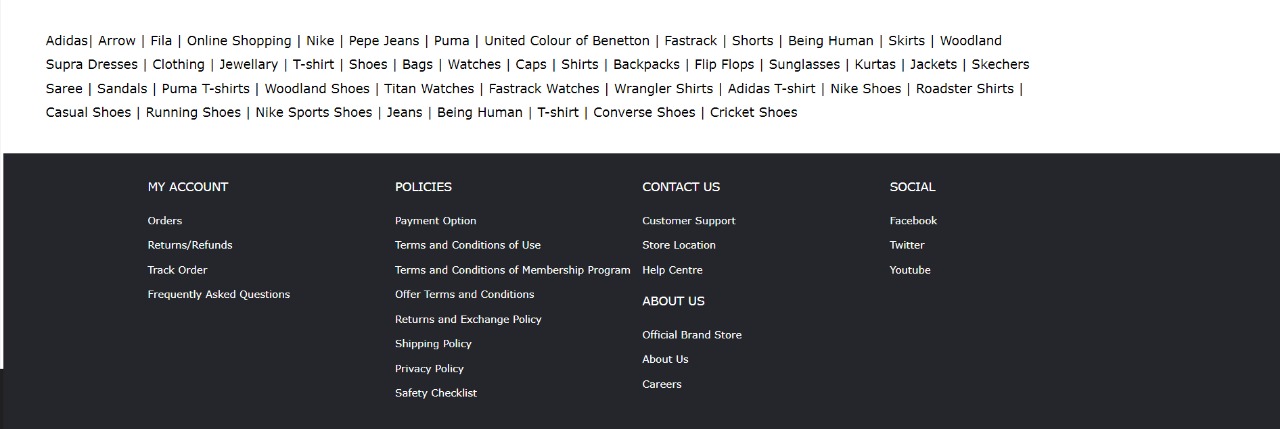 Adidas| Arrow | Fila | Online Shopping | Nike | Pepe Jeans | Puma | United Colour of Benetton | Fastrack | Shorts | Being Human | Skirts | Woodland
Supra Dresses | Clothing | Jewellary | T-shirt | Shoes | Bags | Watches | Caps | Shirts | Backpacks | Flip Flops | Sunglasses | Kurtas | Jackets | Skechers
Saree | Sandals | Puma T-shirts | Woodland Shoes | Titan Watches | Fastrack Watches | Wrangler Shirts | Adidas T-shirt | Nike Shoes | Roadster Shirts |
Casual Shoes | Running Shoes | Nike Sports Shoes | Jeans | Being Human | T-shirt | Converse Shoes | Cricket Shoes
MY ACCOUNT
Orders
Returns/Refunds
Track Order
Frequently Asked Questions
POLICIES
Payment Option
Terms and Conditions of Use
Terms and Conditions of Membership Program
Offer Terms and Conditions
Returns and Exchange Policy
Shipping Policy
Privacy Policy
Safety Checklist
CONTACT US
Customer Support
Store Location
Help Centre
ABOUT US
Official Brand Store
About Us
Careers
SOCIAL
Facebook
Twitter
Youtube